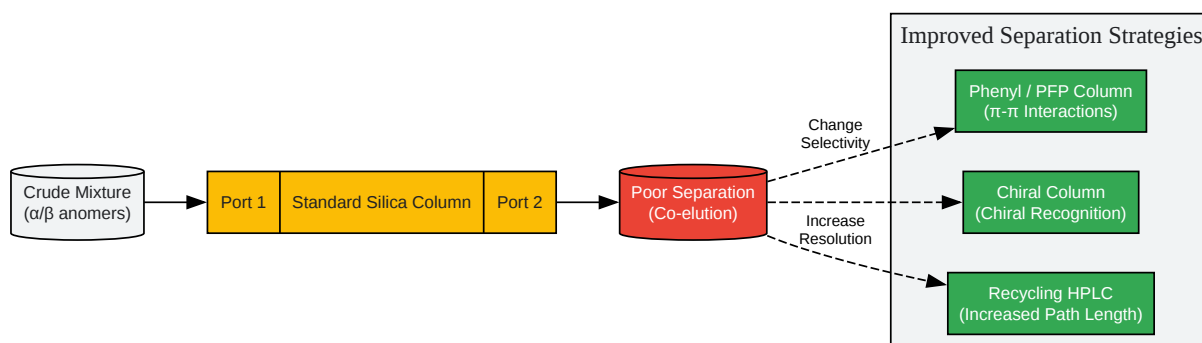 Crude Mixture
(α/β anomers)
Port 1
Standard Silica Column
Port 2
Poor Separation
(Co-elution)
Change
Selectivity
Increase
Resolution
Improved Separation Strategies
Phenyl / PFP Column
(π-π Interactions)
Chiral Column
(Chiral Recognition)
Recycling HPLC
(Increased Path Length)